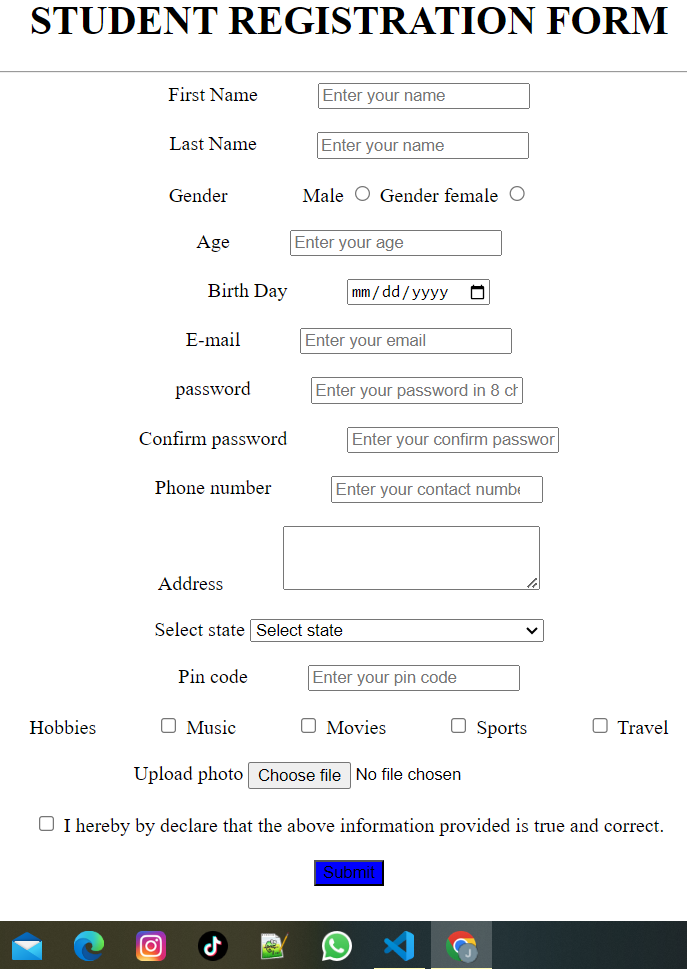 STUDENT REGISTRATION FORM
First Name Enter your name
Last Name Enter your name
Gender Male Gender female
Age Enter your age
Birth Day mm/dd/yyyy
E-mail Enter your email
password Enter your password in 8 ch
Confirm password Enter your confirm passwor
Phone number Enter your contact numbe
Address
Select state Select state
Pin code Enter your pin code
Hobbies Music Movies Sports Travel
Upload photo Choose file No file chosen
I hereby by declare that the above information provided is true and correct.
Submit
J